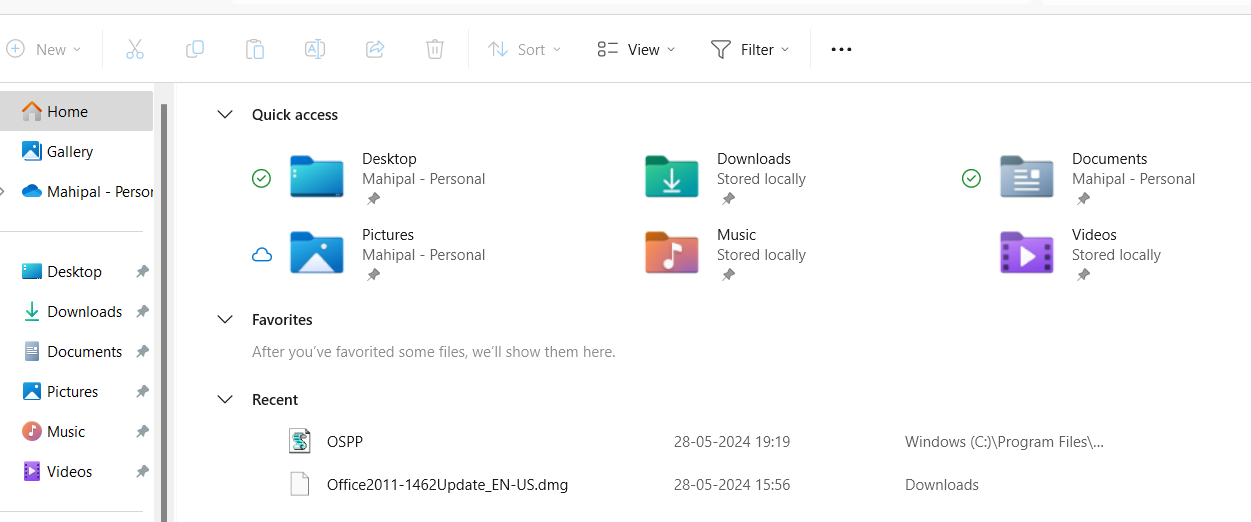 New
Sort
View
Filter
Home
Gallery
Mahipal - Persor
Desktop
Downloads
Documents
Pictures
Music
Videos
Quick access
Desktop
Mahipal - Personal
Downloads
Stored locally
Documents
Mahipal - Personal
Pictures
Mahipal - Personal
Music
Stored locally
Videos
Stored locally
Favorites
After you've favorited some files, we'll show them here.
Recent
OSPP 28-05-2024 19:19 Windows (C:)\Program Files\...
Office2011-1462Update_EN-US.dmg 28-05-2024 15:56 Downloads